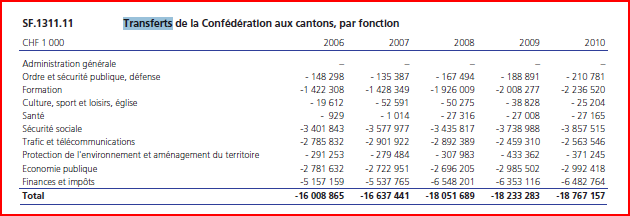 SF.1311.11 Transferts de la Confédération aux cantons, par fonction
CHF 1 000 2006 2007 2008 2009 2010
Administration générale – – – – –
Ordre et sécurité publique, défense - 148 298 - 135 387 - 167 494 - 188 891 - 210 781
Formation -1 422 308 -1 428 349 -1 926 009 -2 008 277 -2 236 520
Culture, sport et loisirs, église - 19 612 - 52 591 - 50 275 - 38 828 - 25 204
Santé - 929 - 1 014 - 27 316 - 27 008 - 27 165
Sécurité sociale -3 401 843 -3 577 977 -3 435 817 -3 738 988 -3 857 515
Trafic et télécommunications -2 785 832 -2 901 922 -2 892 389 -2 459 310 -2 563 546
Protection de l'environnement et aménagement du territoire - 291 253 - 279 484 - 307 983 - 433 362 - 371 245
Economie publique -2 781 632 -2 722 951 -2 696 205 -2 985 502 -2 992 418
Finances et impôts -5 157 159 -5 537 765 -6 548 201 -6 353 116 -6 482 764
Total -16 008 865 -16 637 441 -18 051 689 -18 233 283 -18 767 157